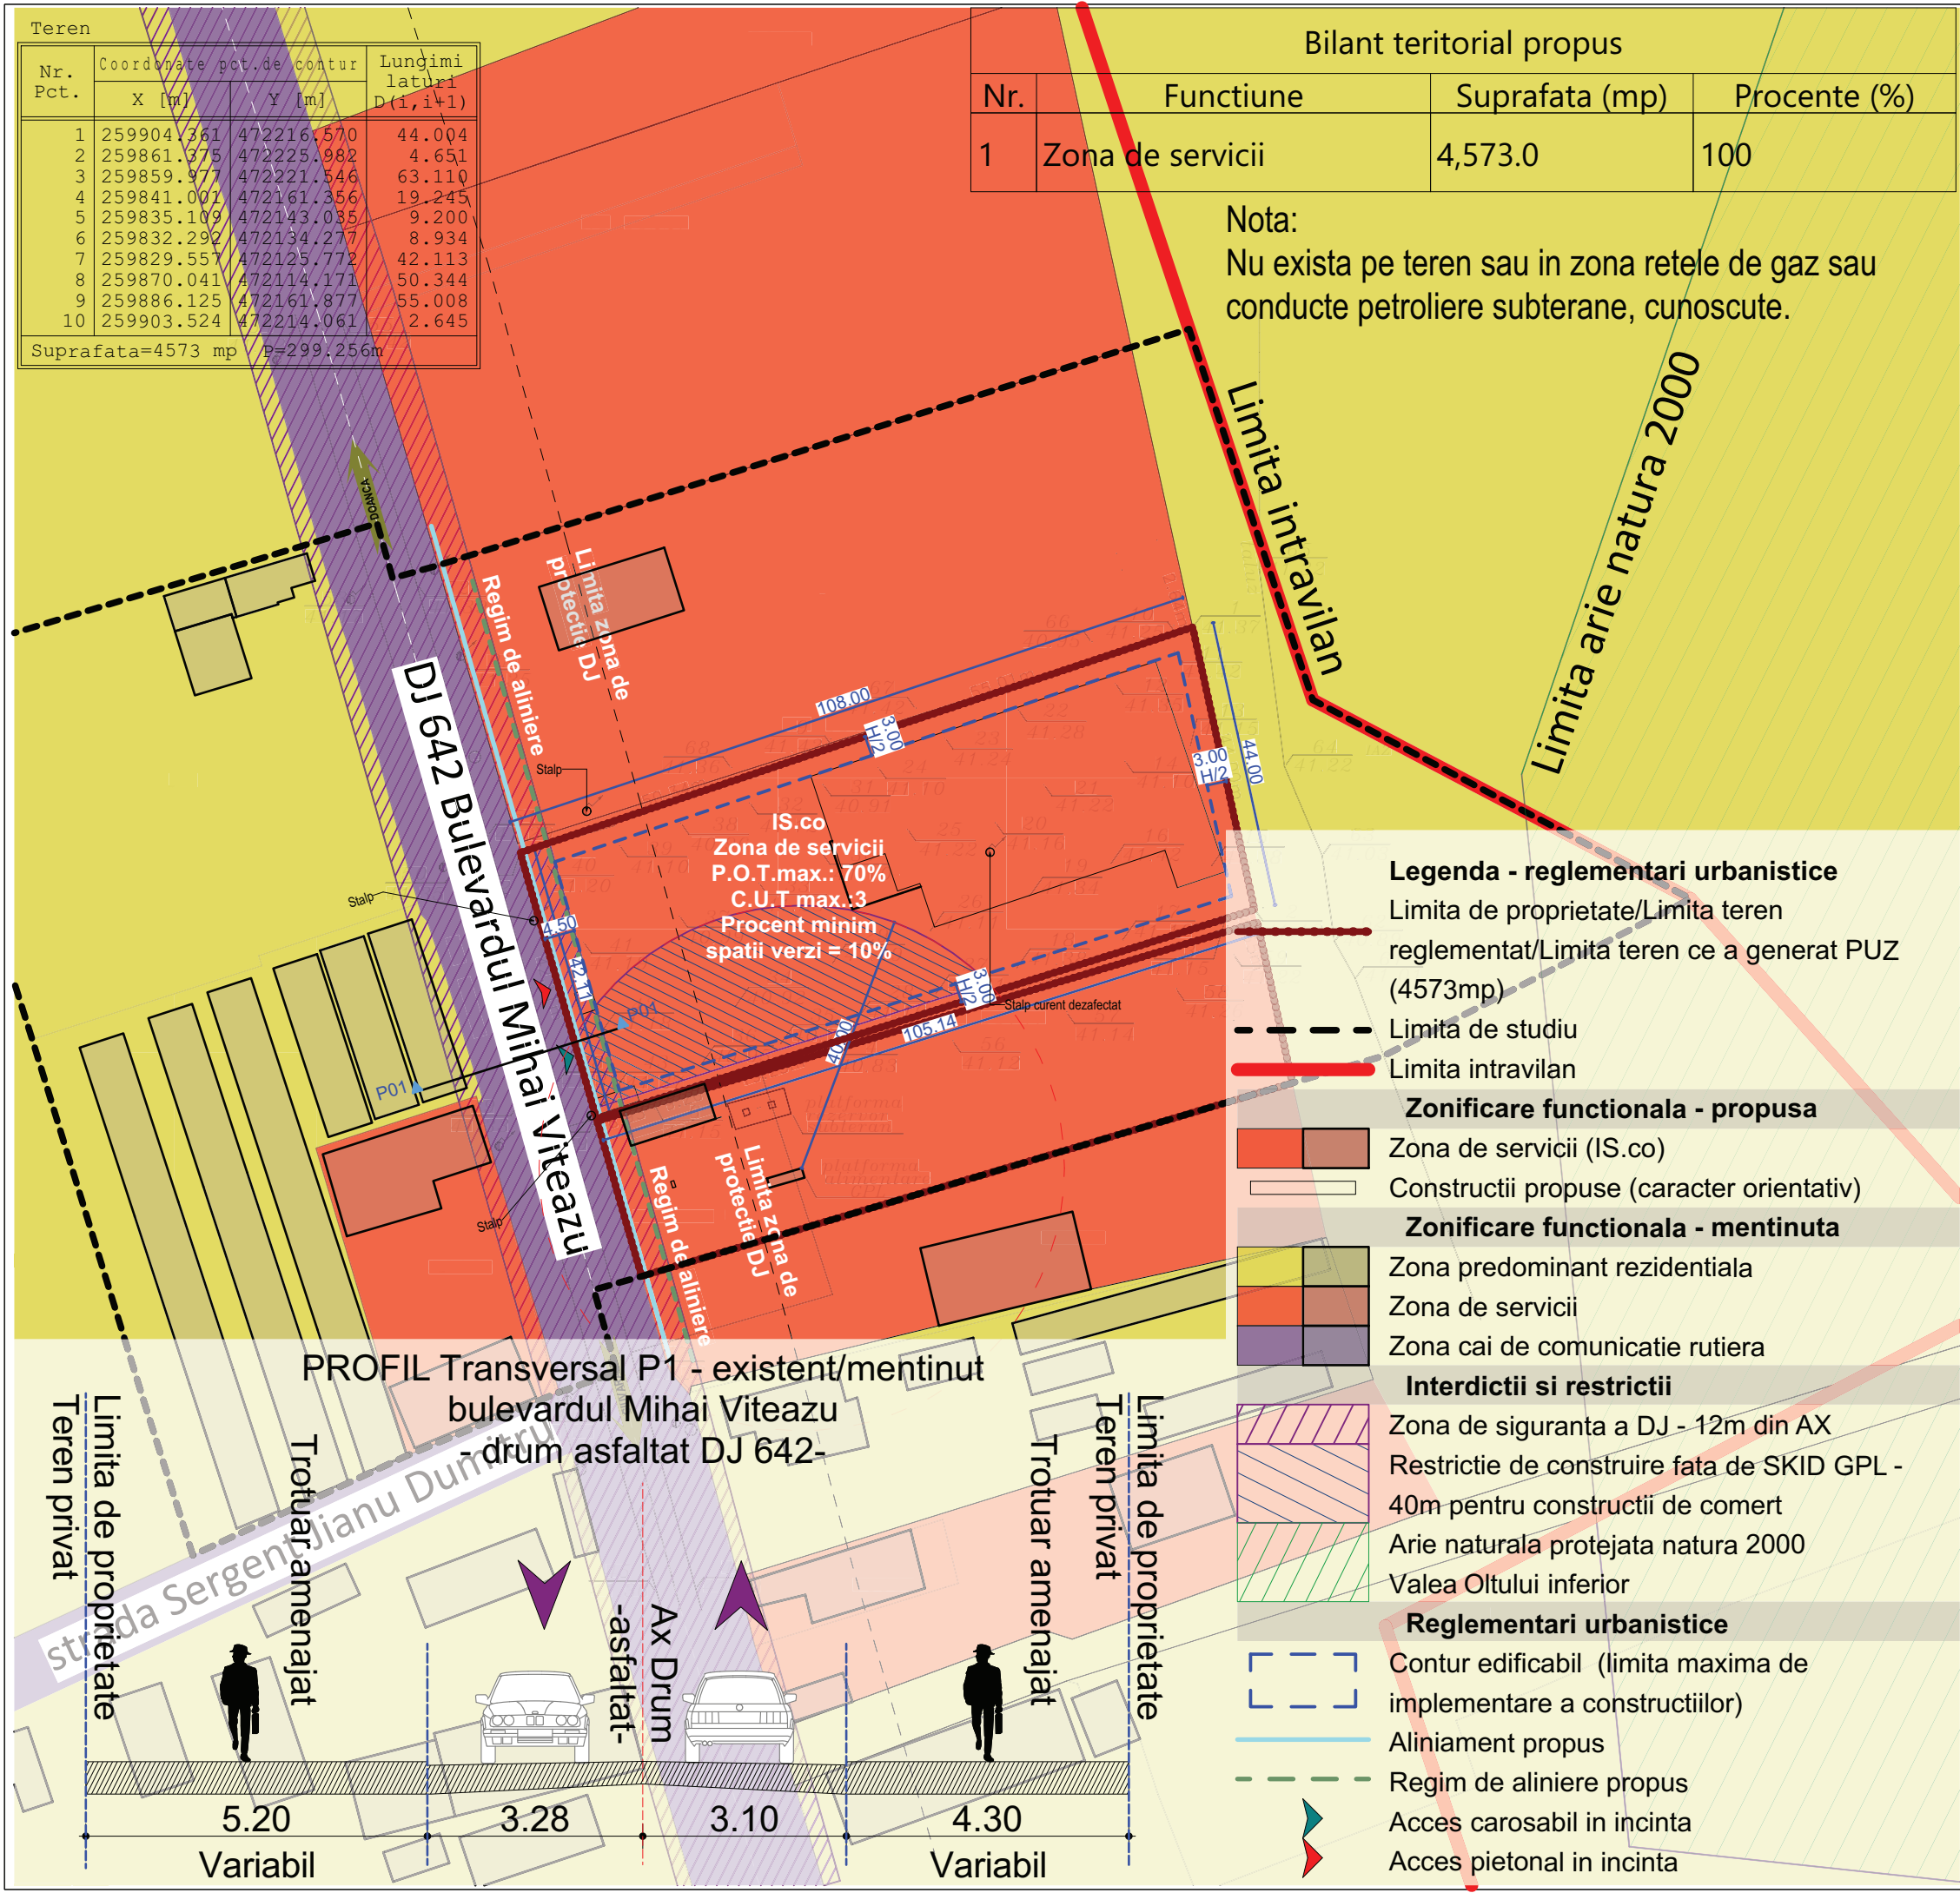 Teren
Nr. Pct. Coordonate pct.de contur Lungimi laturi D(i,i+1)
X [m] Y [m]
1 259904.361 472216.570 44.004
2 259861.375 472225.982 4.651
3 259859.977 472221.546 63.110
4 259841.001 472161.356 19.245
5 259835.109 472143.035 9.200
6 259832.292 472134.277 8.934
7 259829.557 472125.772 42.113
8 259870.041 472114.171 50.344
9 259886.125 472161.877 55.008
10 259903.524 472214.061 2.645
Suprafata=4573 mp P=299.256m
Bilant teritorial propus
Nr. Functiune Suprafata (mp) Procente (%)
1 Zona de servicii 4,573.0 100
Nota:
Nu exista pe teren sau in zona retele de gaz sau
conducte petroliere subterane, cunoscute.
Limita intravilan
Limita arie natura 2000
DOANCA
Regim de aliniere
Limita zona de
protectie DJ
DJ 642 Bulevardul Mihai Viteazu
108.00
3.00
H/2
3.00
H/2
44.00
Stalp
IS.co
Zona de servicii
P.O.T.max.: 70%
C.U.T max.:3
Procent minim
spatii verzi = 10%
Stalp
4.50
42.11
3.00
H/2
Stalp curent dezafectat
105.14
40.00
P01
P01
Stalp
platforma
Regim de aliniere
Limita zona de
protectie DJ
Legenda - reglementari urbanistice
Limita de proprietate/Limita teren
reglementat/Limita teren ce a generat PUZ
(4573mp)
Limita de studiu
Limita intravilan
Zonificare functionala - propusa
Zona de servicii (IS.co)
Constructii propuse (caracter orientativ)
Zonificare functionala - mentinuta
Zona predominant rezidentiala
Zona de servicii
Zona cai de comunicatie rutiera
Interdictii si restrictii
Zona de siguranta a DJ - 12m din AX
Restrictie de construire fata de SKID GPL -
40m pentru constructii de comert
Arie naturala protejata natura 2000
Valea Oltului inferior
Reglementari urbanistice
Contur edificabil (limita maxima de
implementare a constructiilor)
Aliniament propus
Regim de aliniere propus
Acces carosabil in incinta
Acces pietonal in incinta
PROFIL Transversal P1 - existent/mentinut
bulevardul Mihai Viteazu
- drum asfaltat DJ 642-
strada Sergent Jianu Dumitru
Limita de proprietate
Teren privat
Trotuar amenajat
Ax Drum
-asfaltat-
Trotuar amenajat
Limita de proprietate
Teren privat
5.20 3.28 3.10 4.30
Variabil Variabil